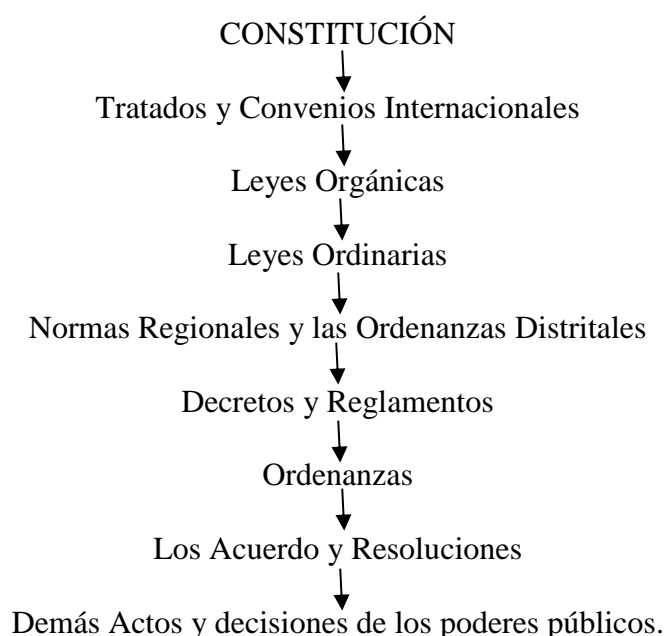 CONSTITUCIÓN
Tratados y Convenios Internacionales
Leyes Orgánicas
Leyes Ordinarias
Normas Regionales y las Ordenanzas Distritales
Decretos y Reglamentos
Ordenanzas
Los Acuerdo y Resoluciones
Demás Actos y decisiones de los poderes públicos.